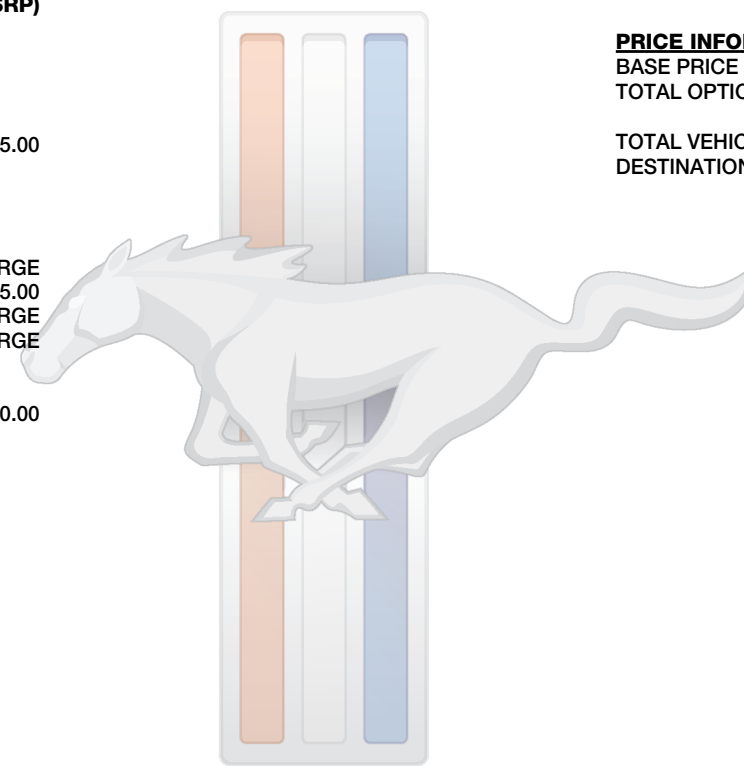 SRP)
5.00
RGE
5.00
RGE
RGE
0.00
PRICE INFO
BASE PRICE
TOTAL OPTIO
TOTAL VEHIC
DESTINATION